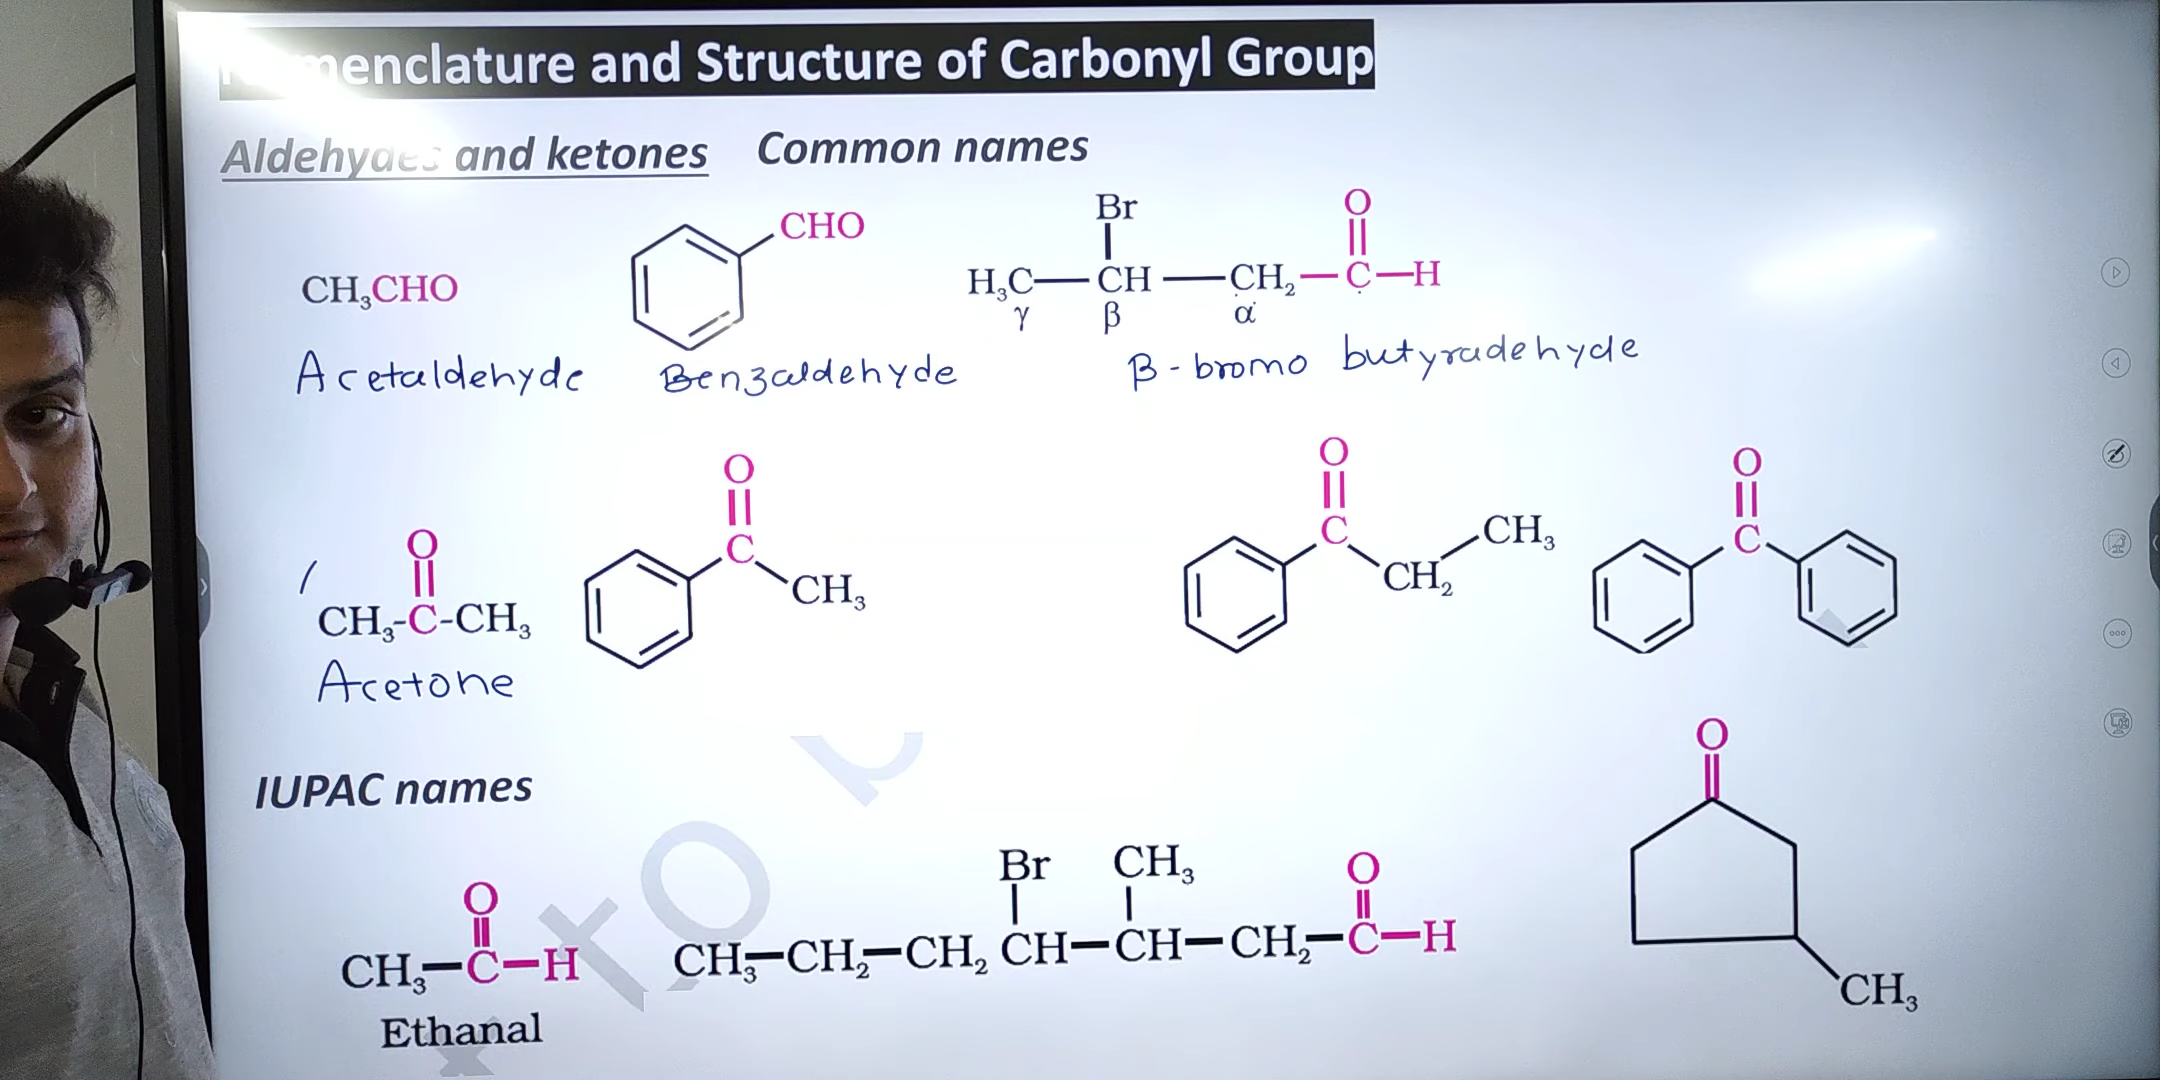 menclature and Structure of Carbonyl Group
Aldehydes and ketones Common names
CH₃CHO
CHO
Br
O
H₃C—CH—CH₂—C—H
γ β α
Acetaldehyde Benzaldehyde β-bromo butyradehyde
O
CH₃-C-CH₃
Acetone
O
C
CH₃
O
C
CH₂
CH₃
O
C
IUPAC names
O
CH₃—C—H
Ethanal
Br CH₃ O
CH₃—CH₂—CH₂ CH—CH—CH₂—C—H
O
CH₃
to